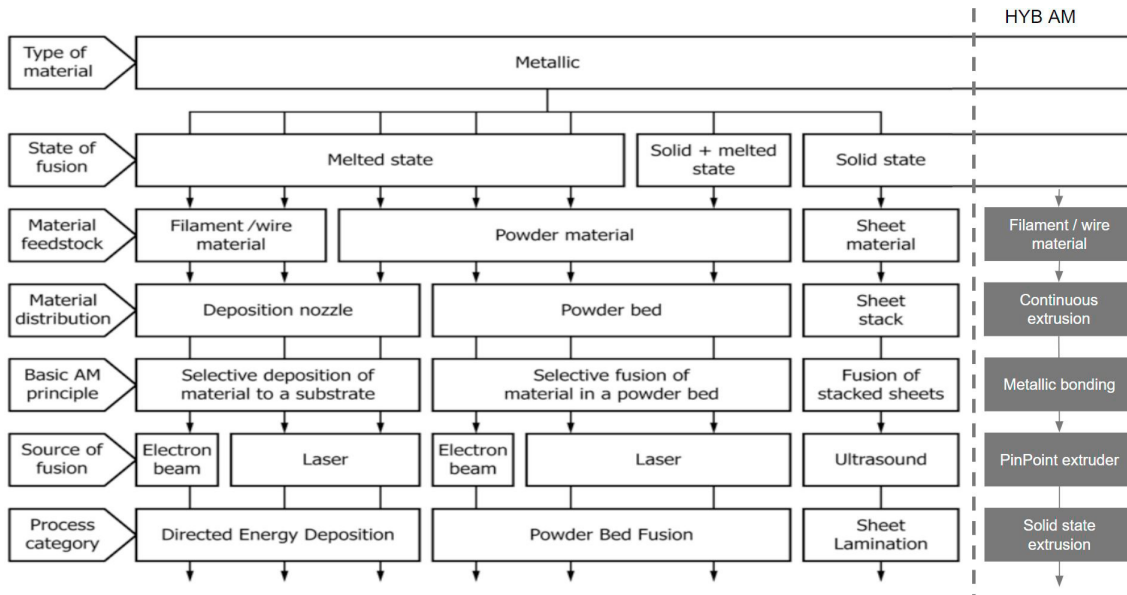 HYB AM
Type of
material
Metallic
State of
fusion
Melted state
Solid + melted
state
Solid state
Material
feedstock
Filament /wire
material
Powder material
Sheet
material
Filament / wire
material
Material
distribution
Deposition nozzle
Powder bed
Sheet
stack
Continuous
extrusion
Basic AM
principle
Selective deposition of
material to a substrate
Selective fusion of
material in a powder bed
Fusion of
stacked sheets
Metallic bonding
Source of
fusion
Electron
beam
Laser
Electron
beam
Laser
Ultrasound
PinPoint extruder
Process
category
Directed Energy Deposition
Powder Bed Fusion
Sheet
Lamination
Solid state
extrusion